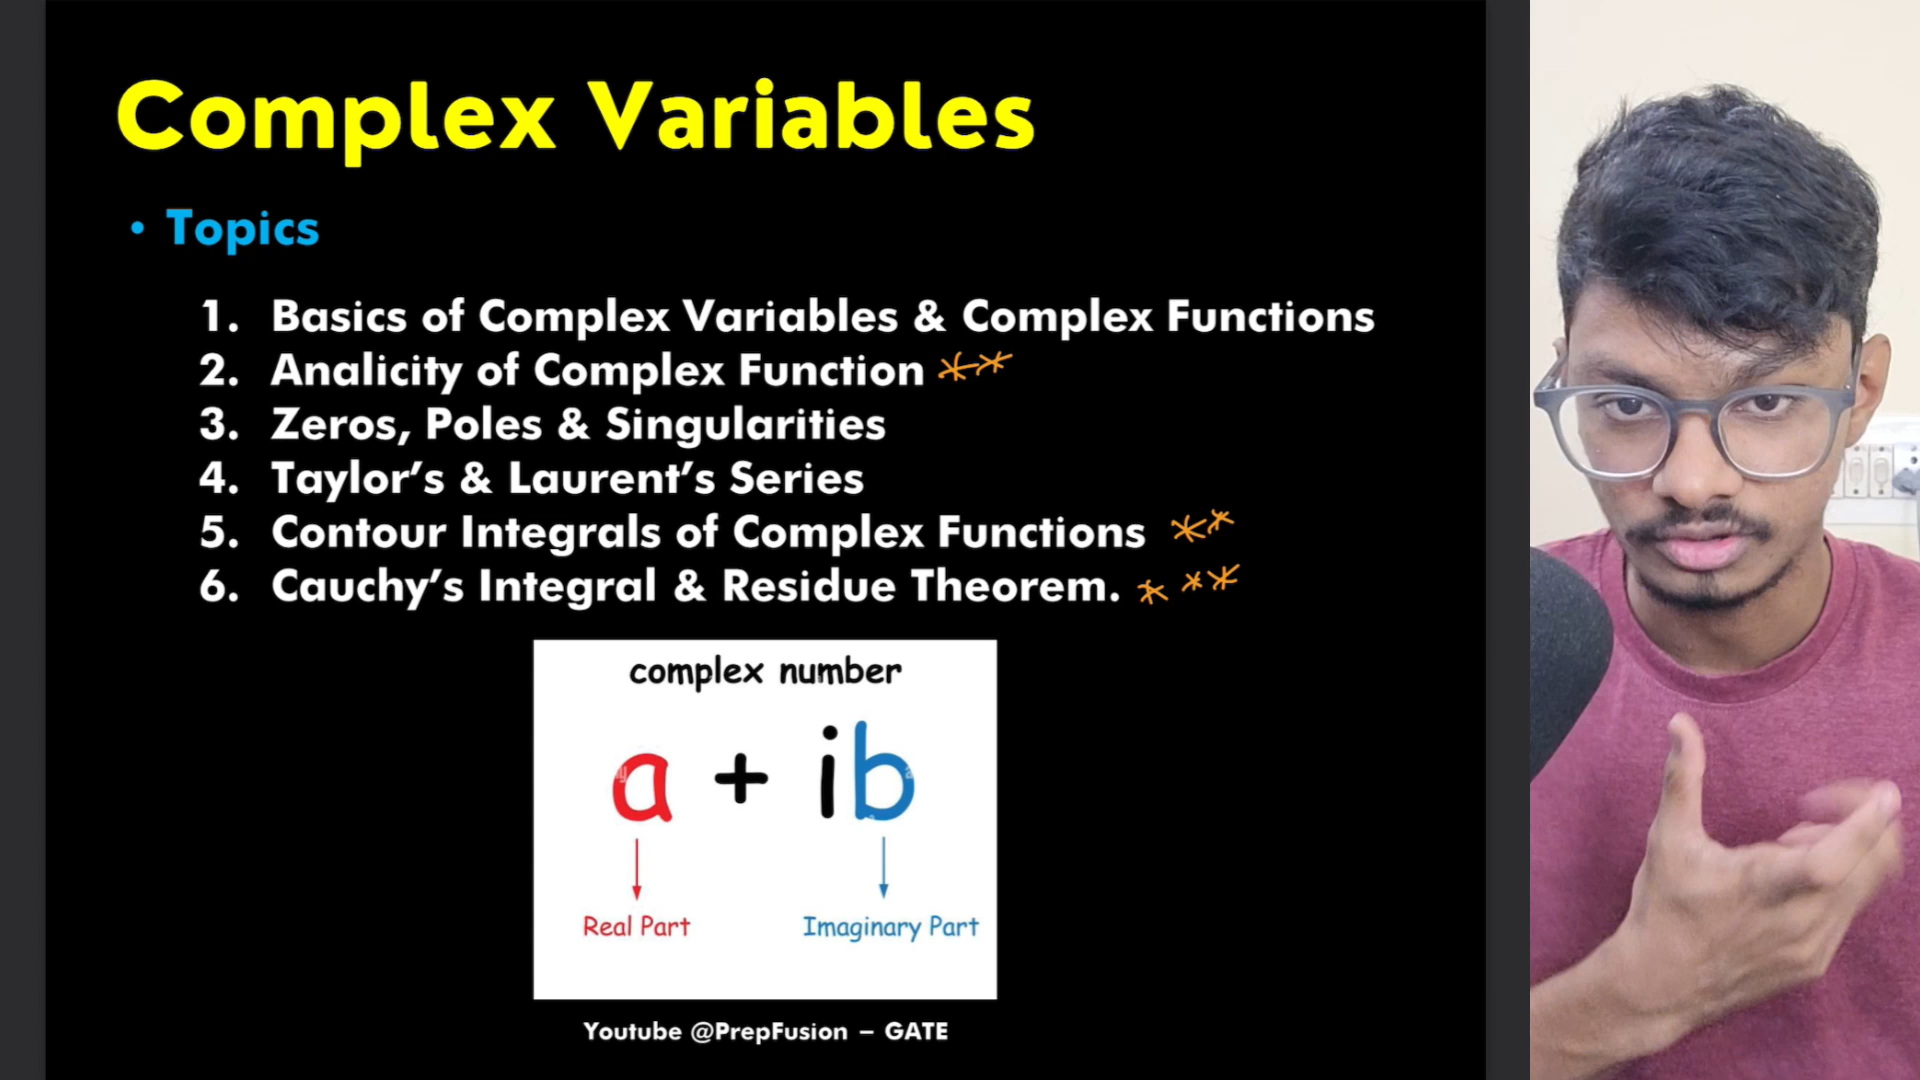 Complex Variables
• Topics
1. Basics of Complex Variables & Complex Functions
2. Analicity of Complex Function **
3. Zeros, Poles & Singularities
4. Taylor’s & Laurent’s Series
5. Contour Integrals of Complex Functions **
6. Cauchy’s Integral & Residue Theorem. ***
complex number
a + ib
Real Part Imaginary Part
Youtube @PrepFusion – GATE